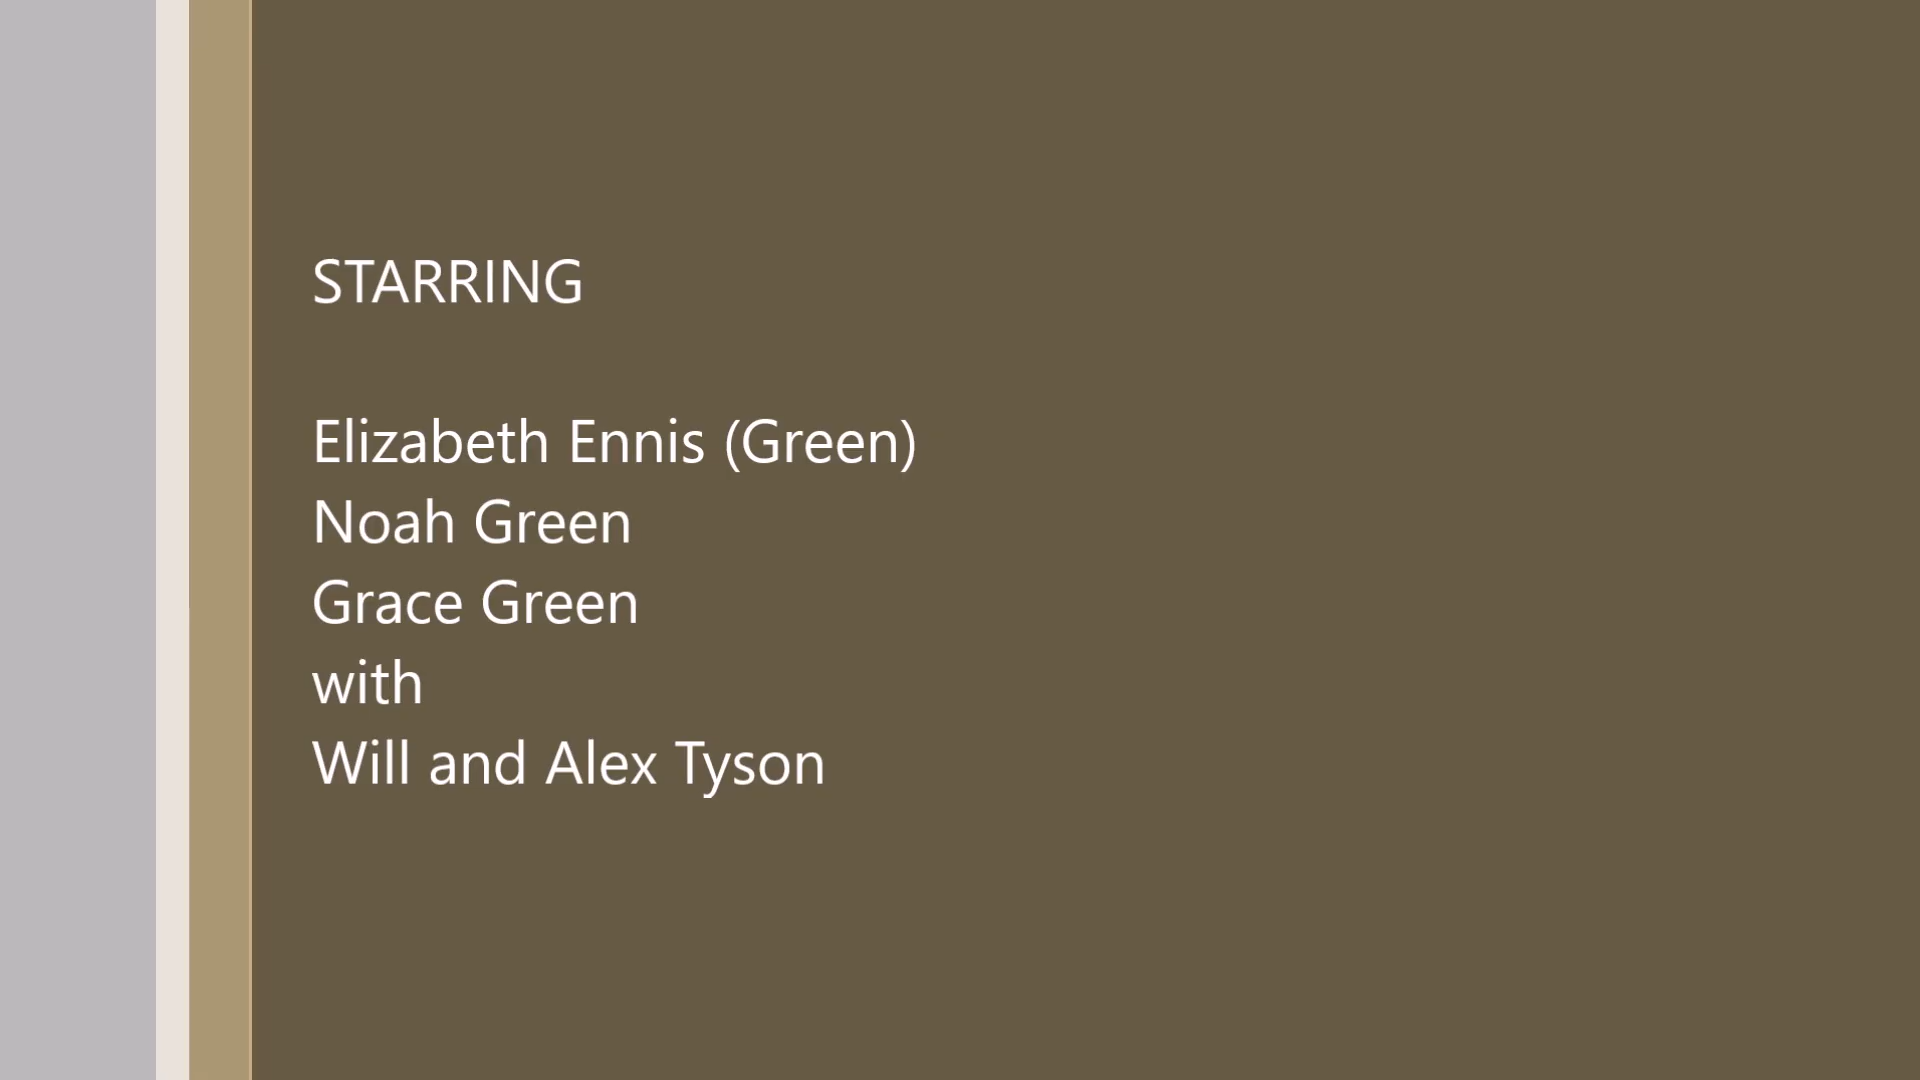 STARRING
Elizabeth Ennis (Green)
Noah Green
Grace Green
with
Will and Alex Tyson